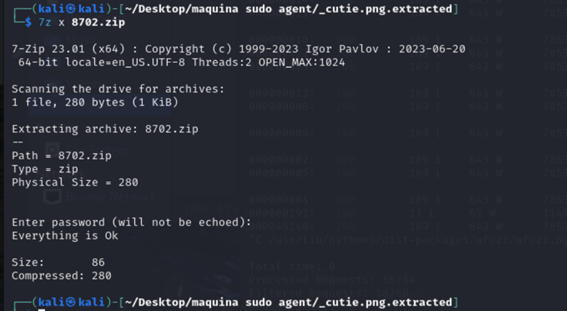 ┌──(kali㉿kali)-[~/Desktop/maquina sudo agent/_cutie.png.extracted]
└─$ 7z x 8702.zip
7-Zip 23.01 (x64) : Copyright (c) 1999-2023 Igor Pavlov : 2023-06-20
64-bit locale=en_US.UTF-8 Threads:2 OPEN_MAX:1024
Scanning the drive for archives:
1 file, 280 bytes (1 KiB)
Extracting archive: 8702.zip
--
Path = 8702.zip
Type = zip
Physical Size = 280
Enter password (will not be echoed):
Everything is Ok
Size:       86
Compressed: 280
┌──(kali㉿kali)-[~/Desktop/maquina sudo agent/_cutie.png.extracted]